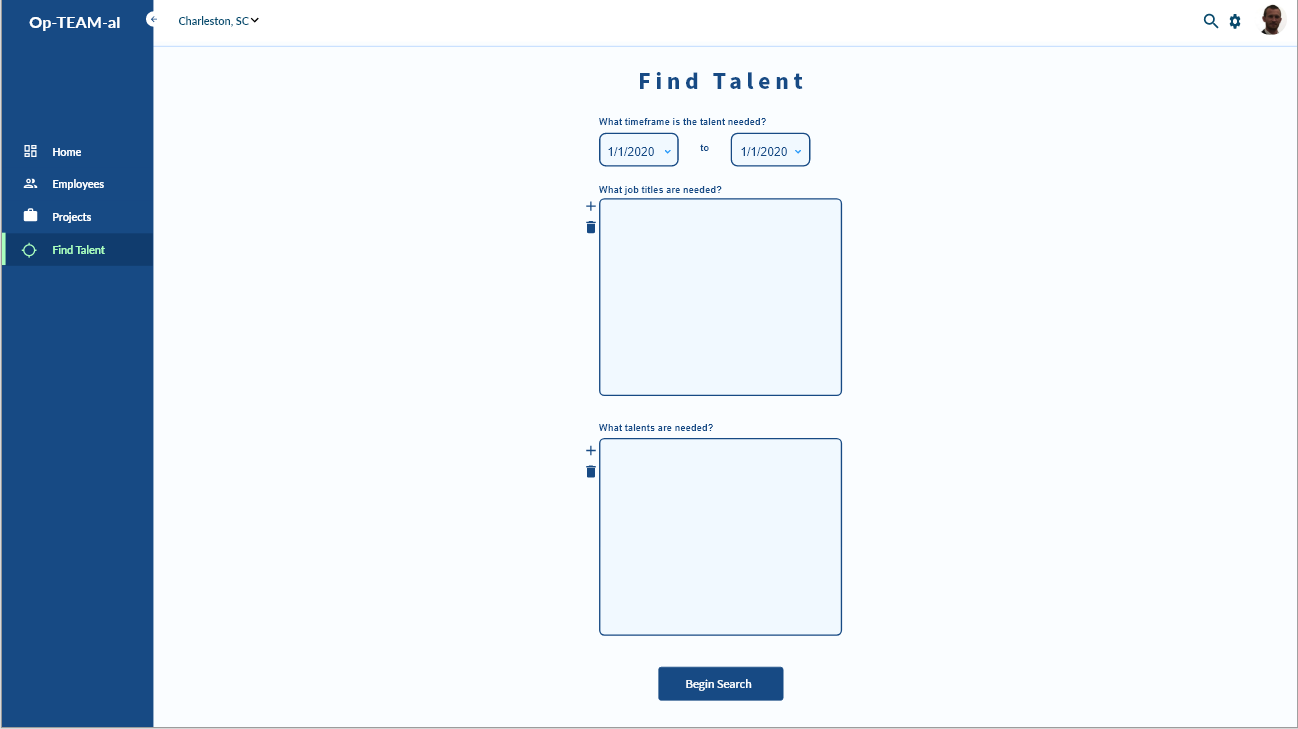 Op-TEAM-al
Charleston, SC
Home
Employees
Projects
Find Talent
Find Talent
What timeframe is the talent needed?
1/1/2020 to 1/1/2020
What job titles are needed?
What talents are needed?
Begin Search